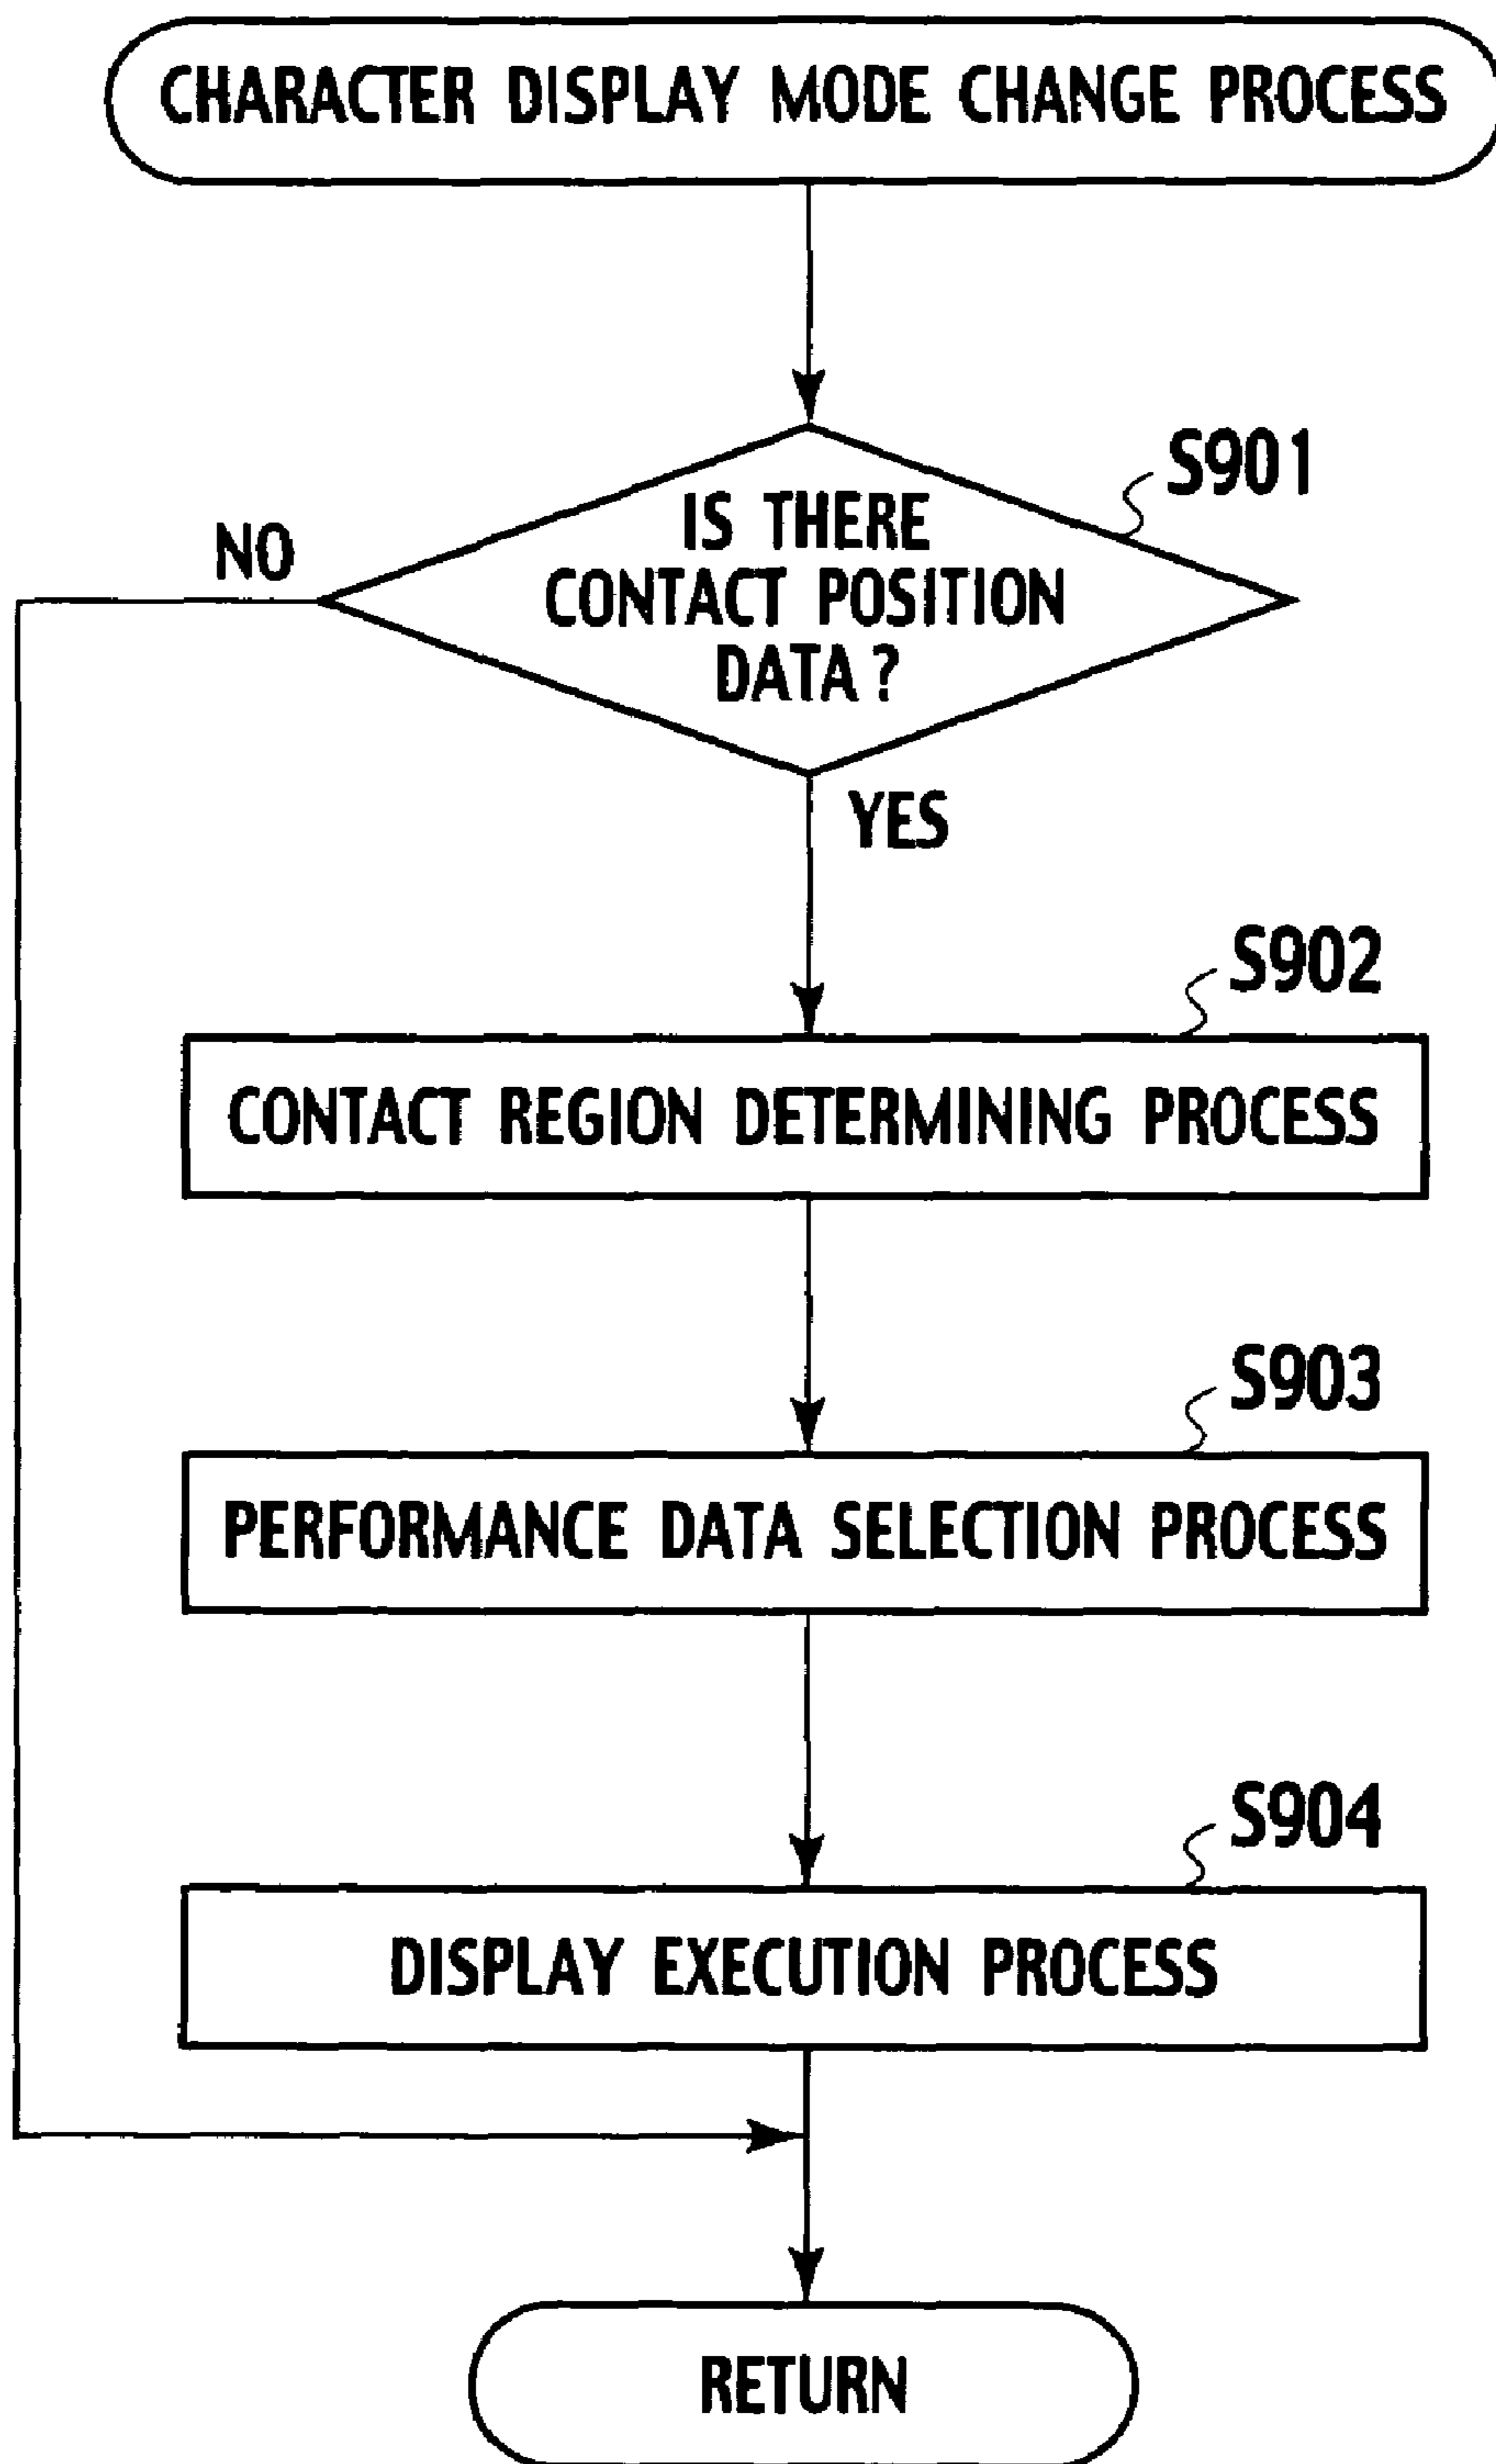 CHARACTER DISPLAY MODE CHANGE PROCESS
S901
IS THERE
CONTACT POSITION
DATA?
NO
YES
S902
CONTACT REGION DETERMINING PROCESS
S903
PERFORMANCE DATA SELECTION PROCESS
S904
DISPLAY EXECUTION PROCESS
RETURN